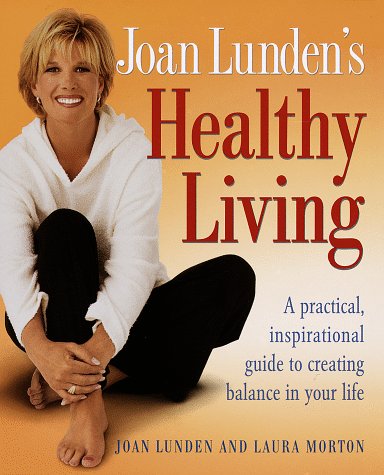 Joan Lunden's
Healthy
Living
A practical,
inspirational
guide to creating
balance in your life
JOAN LUNDEN AND LAURA MORTON